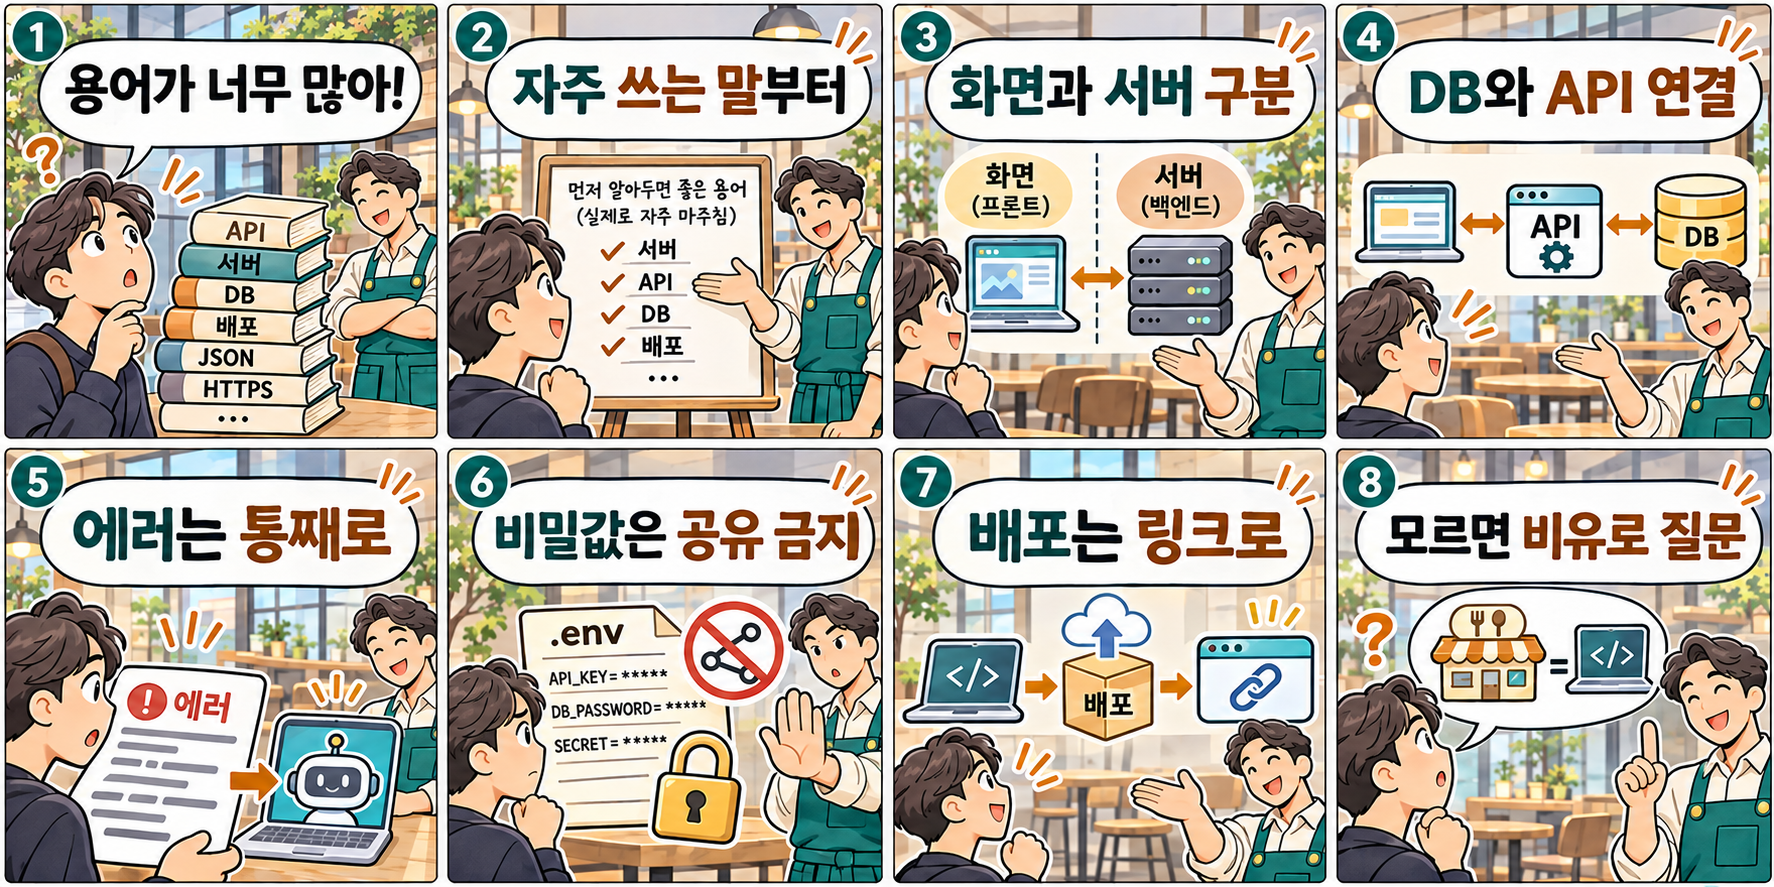 1
용어가 너무 많아!
?
API
서버
DB
배포
JSON
HTTPS
...
2
자주 쓰는 말부터
먼저 알아두면 좋은 용어
(실제로 자주 마주침)
✓ 서버
✓ API
✓ DB
✓ 배포
...
3
화면과 서버 구분
화면
(프론트)
서버
(백엔드)
4
DB와 API 연결
API
DB
5
에러는 통째로
! 에러
6
비밀값은 공유 금지
.env
API_KEY= *****
DB_PASSWORD= *****
SECRET= *****
7
배포는 링크로
</>
배포
8
모르면 비유로 질문
?
= </>